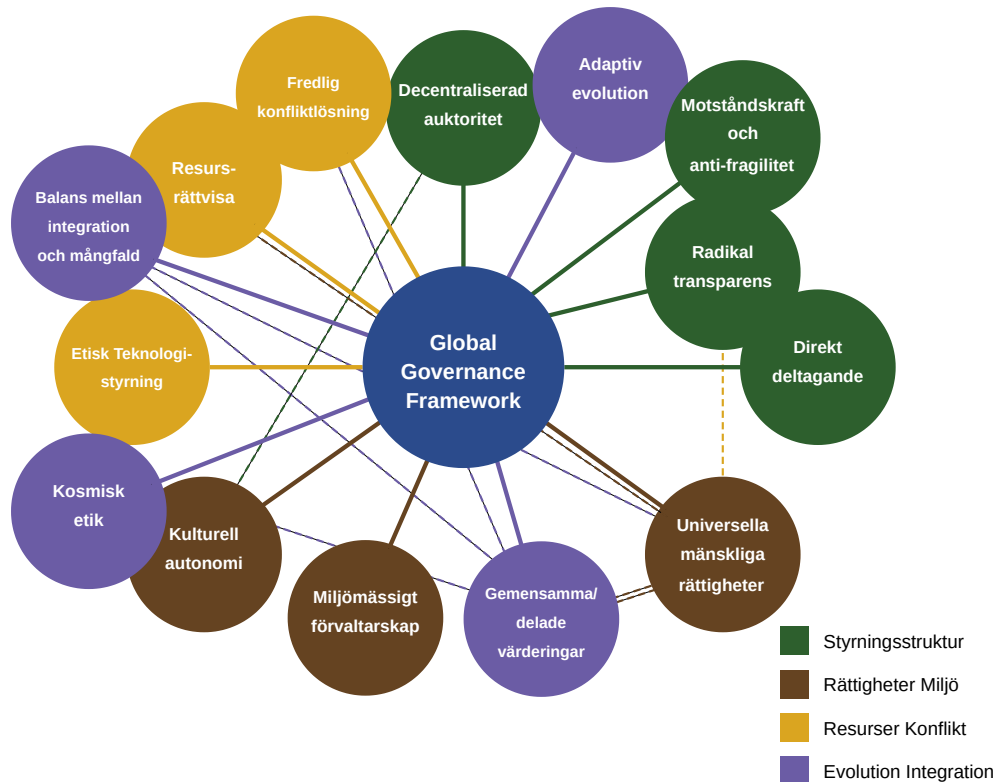 Fredlig
konfliktlösning
Decentraliserad
auktoritet
Adaptiv
evolution
Motståndskraft
och
anti-fragilitet
Resurs-
rättvisa
Balans mellan
integration
och mångfald
Radikal
transparens
Etisk Teknologi-
styrning
Global
Governance
Framework
Direkt
deltagande
Kosmisk
etik
Kulturell
autonomi
Miljömässigt
förvaltarskap
Gemensamma/
delade
värderingar
Universella
mänskliga
rättigheter
Styrningsstruktur
Rättigheter Miljö
Resurser Konflikt
Evolution Integration